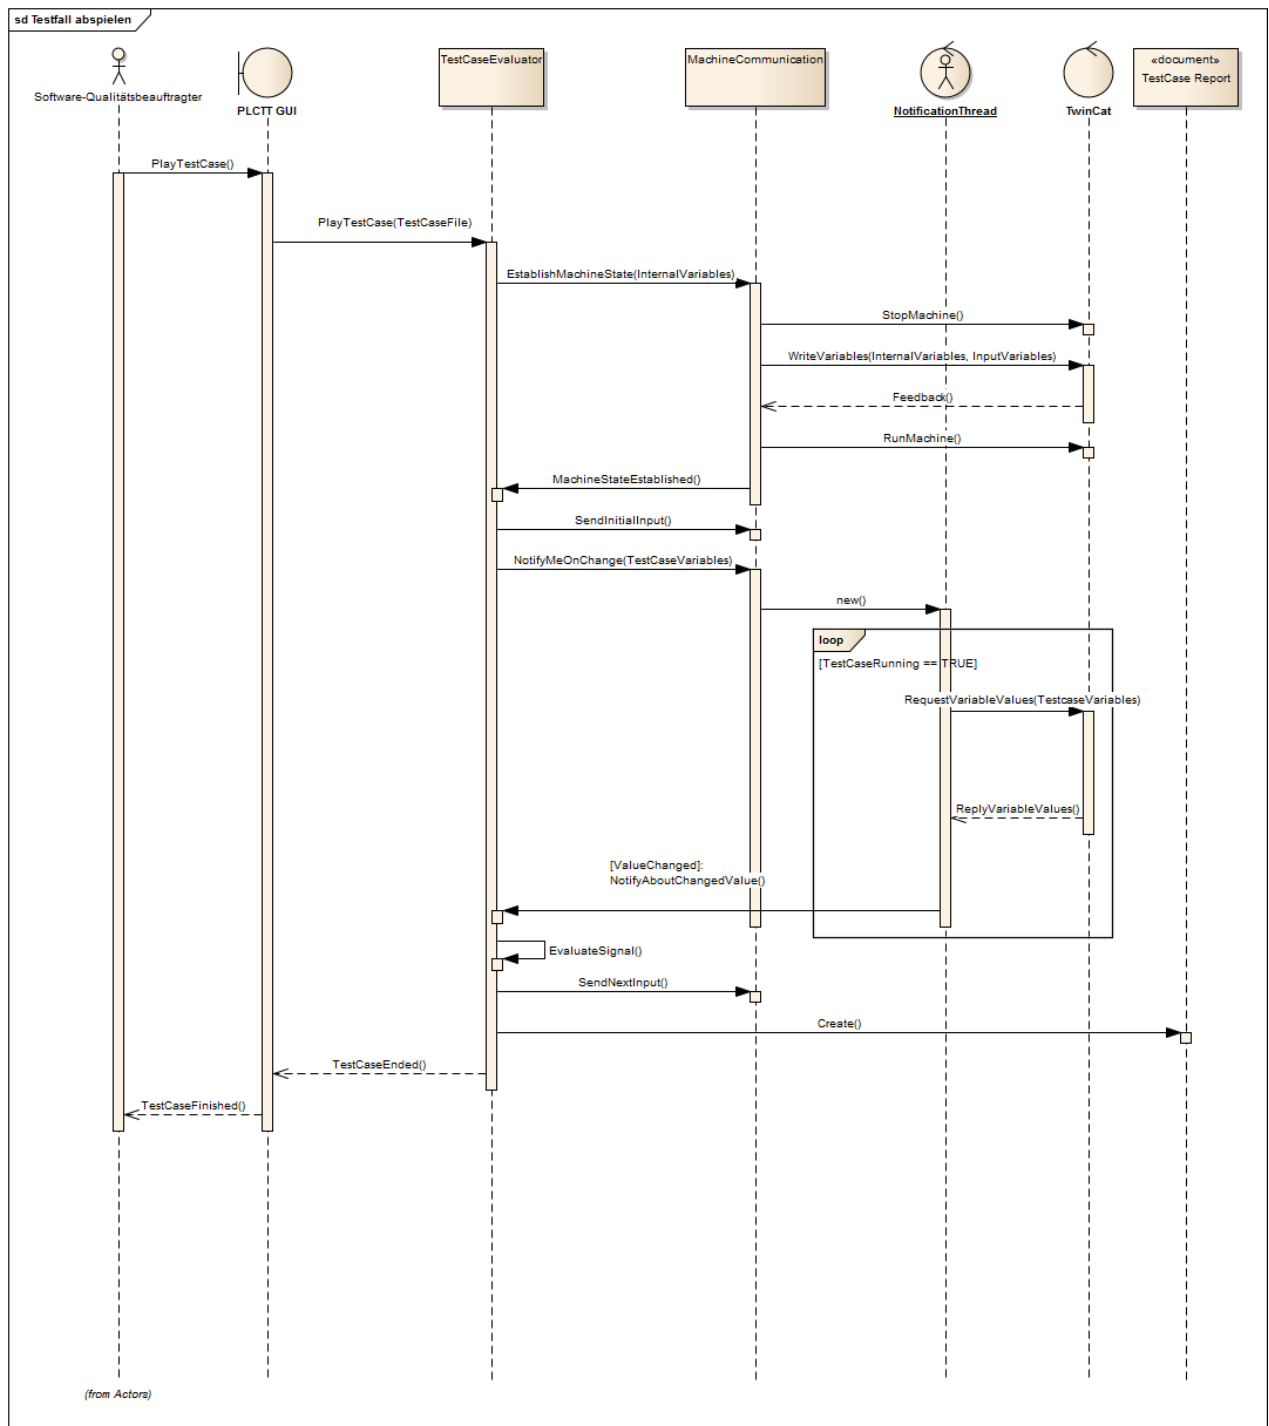 sd Testfall abspielen
Software-Qualitätsbeauftragter
PLCTT GUI
TestCaseEvaluator
MachineCommunication
NotificationThread
TwinCat
«document»
TestCase Report
PlayTestCase()
PlayTestCase(TestCaseFile)
EstablishMachineState(InternalVariables)
StopMachine()
WriteVariables(InternalVariables, InputVariables)
Feedback()
RunMachine()
MachineStateEstablished()
SendInitialInput()
NotifyMeOnChange(TestCaseVariables)
new()
loop
[TestCaseRunning == TRUE]
RequestVariableValues(TestcaseVariables)
ReplyVariableValues()
[ValueChanged]:
NotifyAboutChangedValue()
EvaluateSignal()
SendNextInput()
Create()
TestCaseEnded()
TestCaseFinished()
(from Actors)